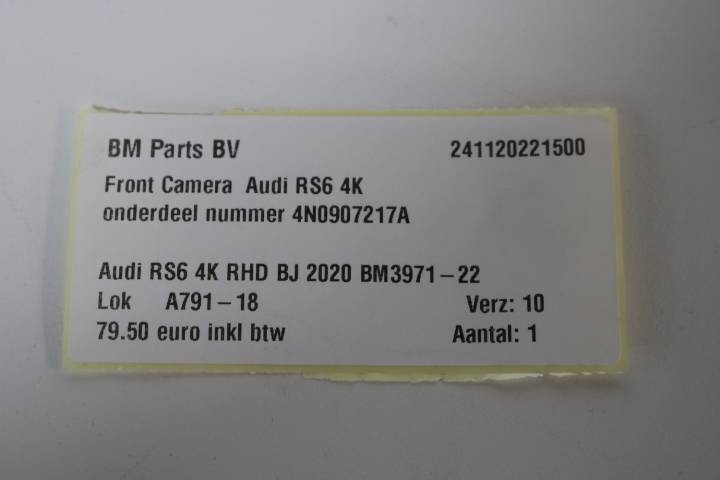 BM Parts BV 241120221500
Front Camera Audi RS6 4K
onderdeel nummer 4N0907217A
Audi RS6 4K RHD BJ 2020 BM3971-22
Lok A791-18 Verz: 10
79.50 euro inkl btw Aantal: 1